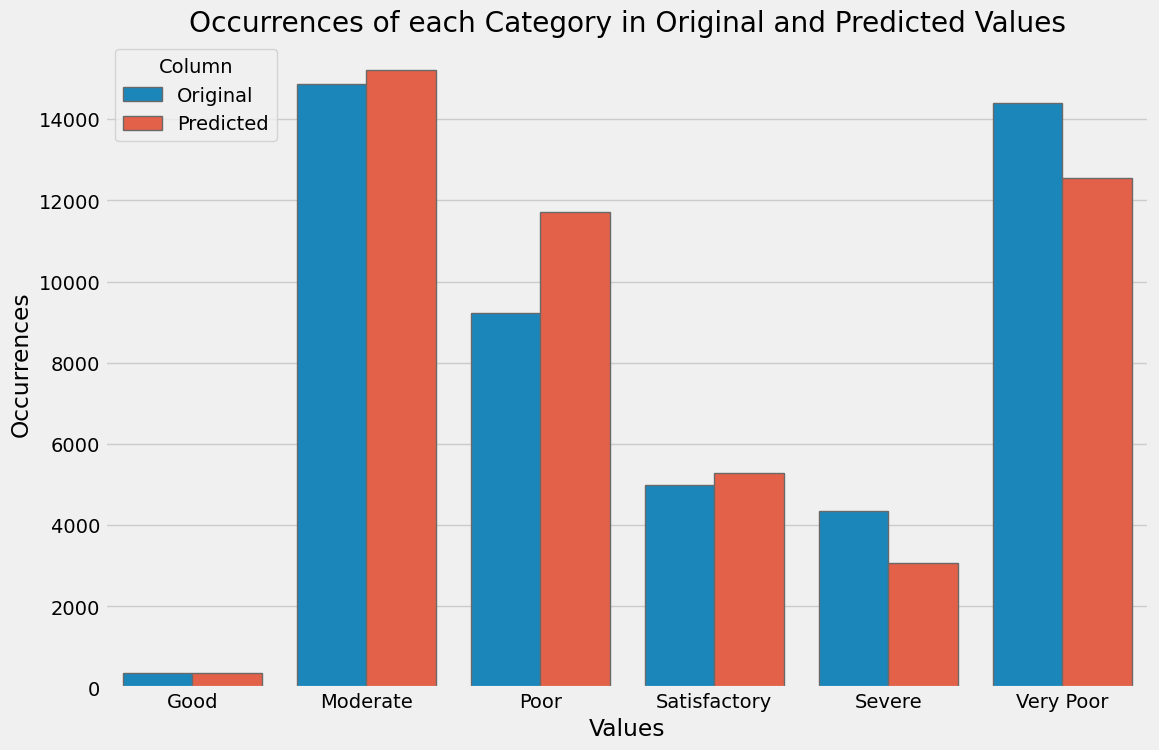 Occurrences of each Category in Original and Predicted Values
Column
Original
Predicted
14000
12000
10000
8000
6000
4000
2000
0
Occurrences
Good
Moderate
Poor
Satisfactory
Severe
Very Poor
Values